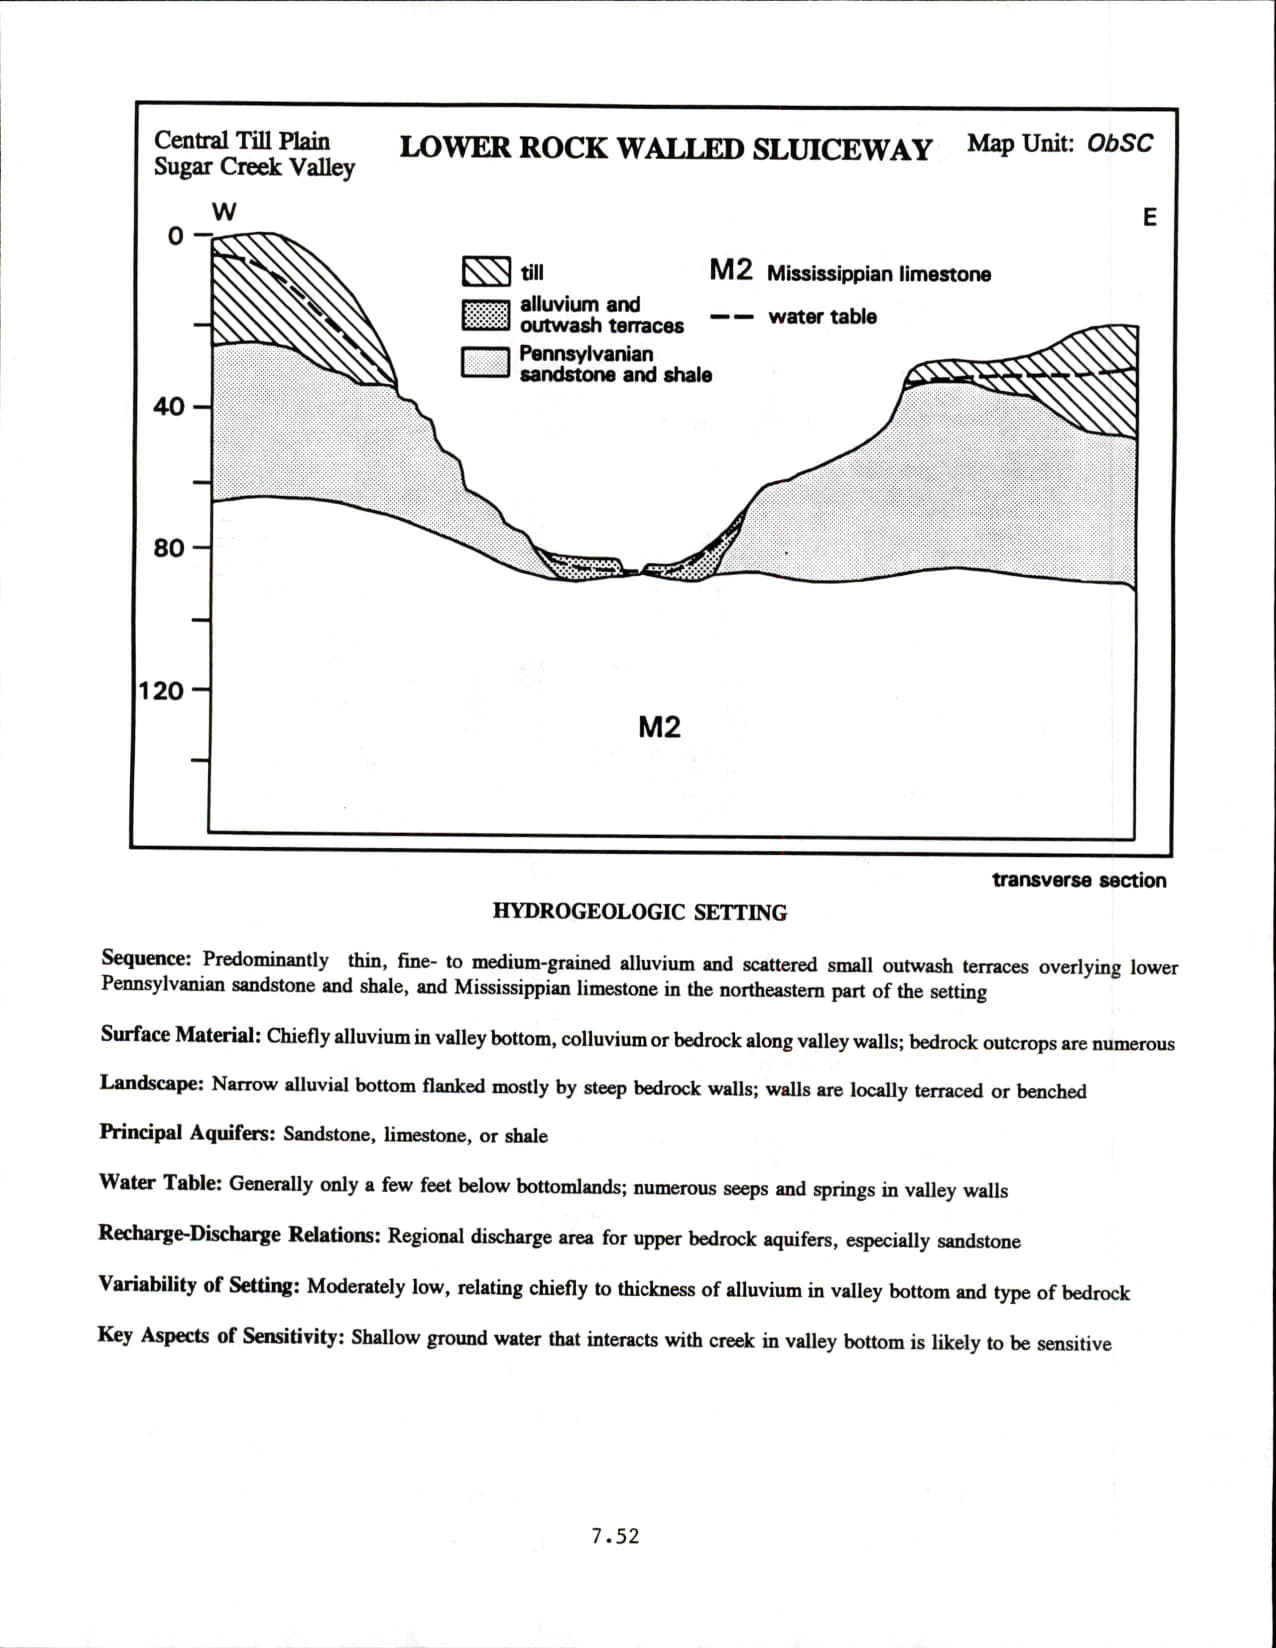 Central Till Plain
Sugar Creek Valley
LOWER ROCK WALLED SLUICEWAY
Map Unit: ObSC
W
E
0
40
80
120
till
alluvium and
outwash terraces
Pennsylvanian
sandstone and shale
M2 Mississippian limestone
water table
M2
transverse section
HYDROGEOLOGIC SETTING
Sequence: Predominantly thin, fine- to medium-grained alluvium and scattered small outwash terraces overlying lower
Pennsylvanian sandstone and shale, and Mississippian limestone in the northeastern part of the setting
Surface Material: Chiefly alluvium in valley bottom, colluvium or bedrock along valley walls; bedrock outcrops are numerous
Landscape: Narrow alluvial bottom flanked mostly by steep bedrock walls; walls are locally terraced or benched
Principal Aquifers: Sandstone, limestone, or shale
Water Table: Generally only a few feet below bottomlands; numerous seeps and springs in valley walls
Recharge-Discharge Relations: Regional discharge area for upper bedrock aquifers, especially sandstone
Variability of Setting: Moderately low, relating chiefly to thickness of alluvium in valley bottom and type of bedrock
Key Aspects of Sensitivity: Shallow ground water that interacts with creek in valley bottom is likely to be sensitive
7.52